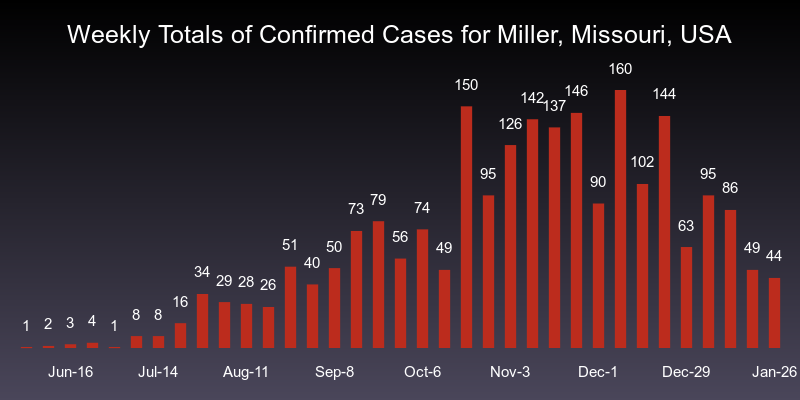 Weekly Totals of Confirmed Cases for Miller, Missouri, USA
1 2 3 4 1 8 8 16 34 29 28 26 51 40 50 73 79 56 74 49 150 95 126 142 137 146 90 160 102 144 63 95 86 49 44
Jun-16 Jul-14 Aug-11 Sep-8 Oct-6 Nov-3 Dec-1 Dec-29 Jan-26